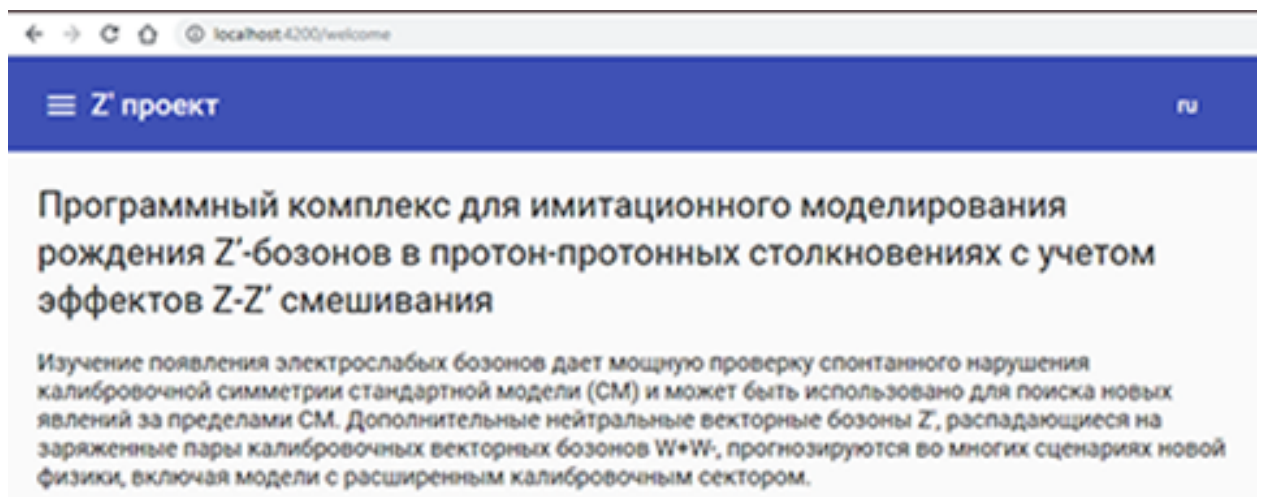 localhost:4200/welcome
Z' проект
ru
Программный комплекс для имитационного моделирования
рождения Z'-бозонов в протон-протонных столкновениях с учетом
эффектов Z-Z' смешивания
Изучение появления электрослабых бозонов дает мощную проверку спонтанного нарушения
калибровочной симметрии стандартной модели (СМ) и может быть использовано для поиска новых
явлений за пределами СМ. Дополнительные нейтральные векторные бозоны Z', распадающиеся на
заряженные пары калибровочных векторных бозонов W+W-, прогнозируются во многих сценариях новой
физики, включая модели с расширенным калибровочным сектором.